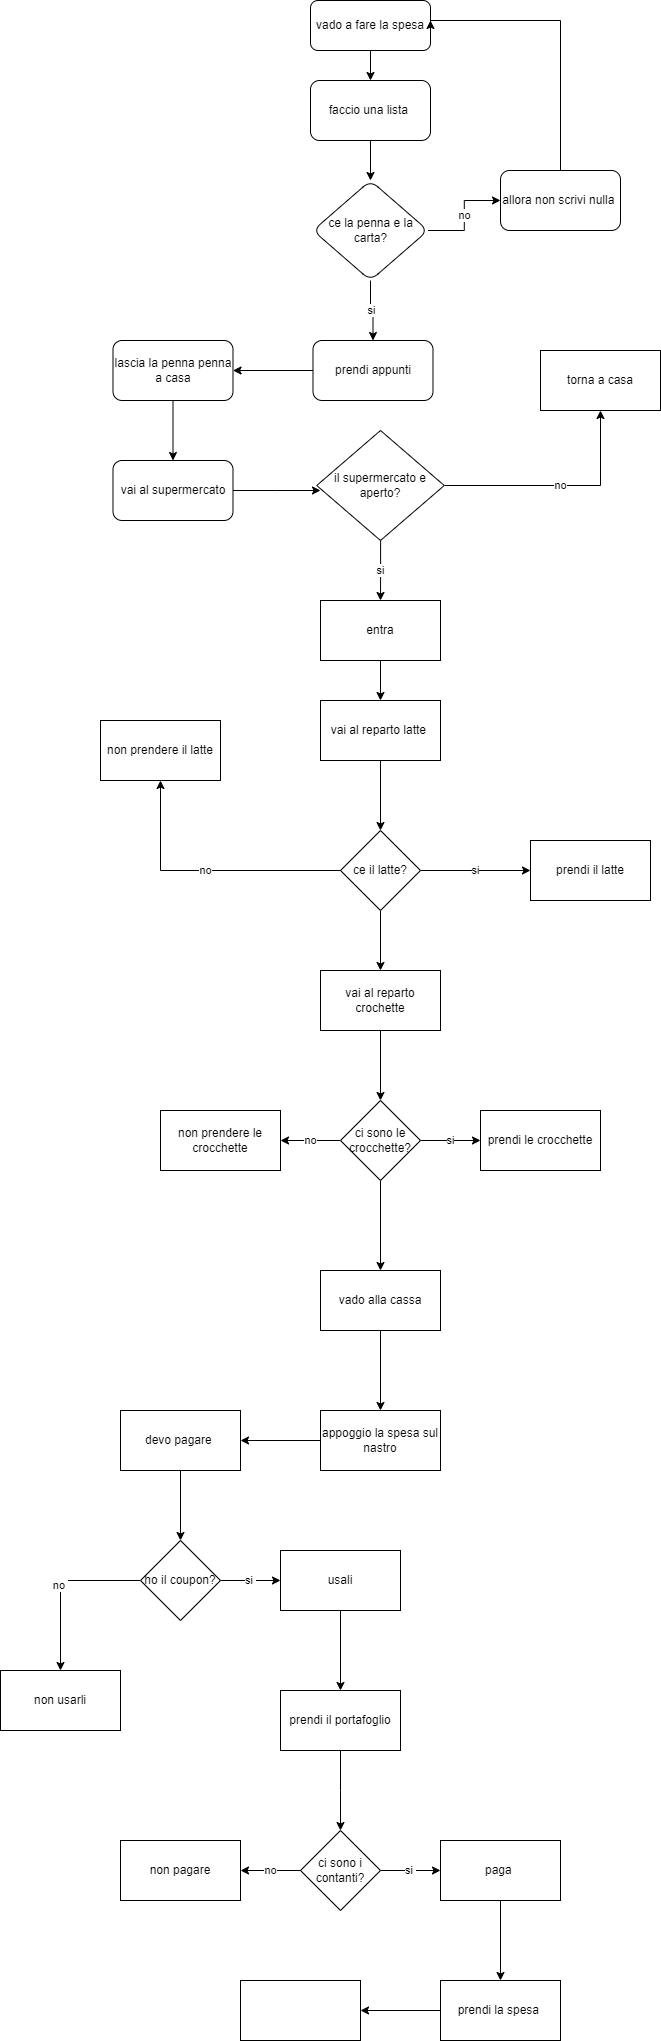 vado a fare la spesa
faccio una lista
allora non scrivi nulla
no
ce la penna e la
carta?
si
lascia la penna penna
a casa
prendi appunti
torna a casa
vai al supermercato
il supermercato e
aperto?
no
si
entra
vai al reparto latte
non prendere il latte
no
ce il latte?
si
prendi il latte
vai al reparto
crochette
non prendere le
crocchette
no
ci sono le
crocchette?
si
prendi le crocchette
vado alla cassa
devo pagare
appoggio la spesa sul
nastro
no
ho il coupon?
si
usali
non usarli
prendi il portafoglio
non pagare
no
ci sono i
contanti?
si
paga
prendi la spesa